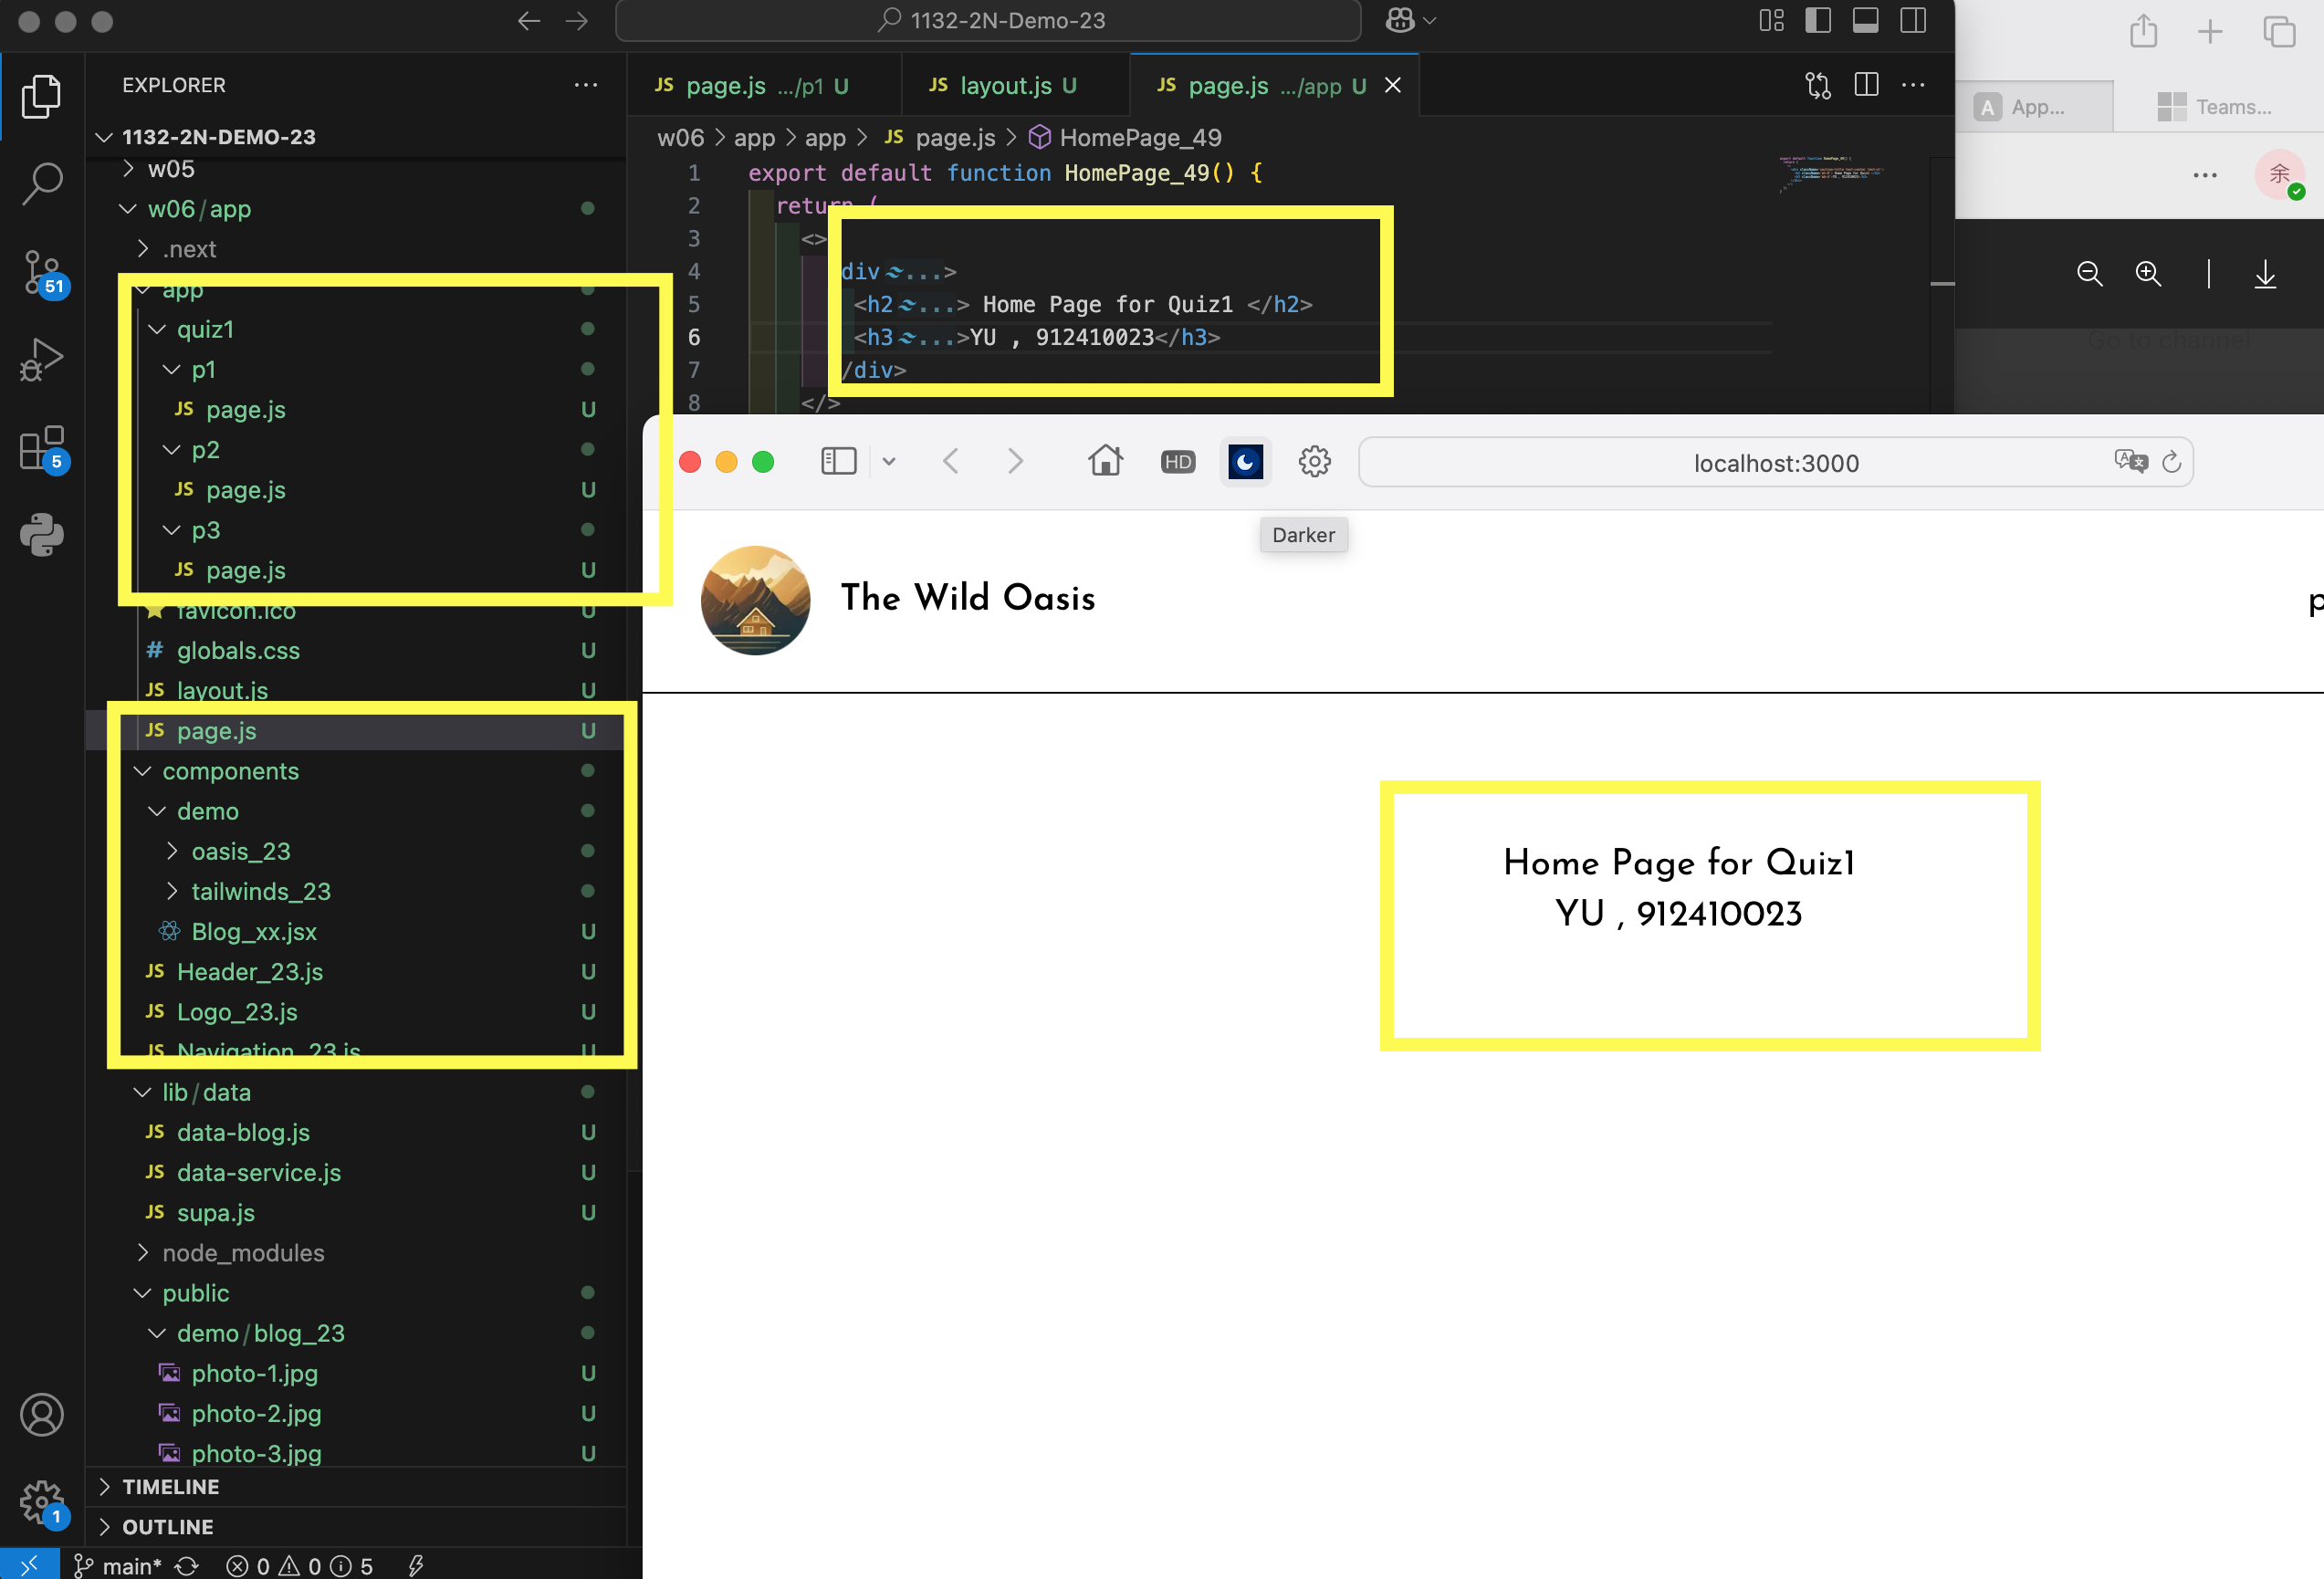 1132-2N-Demo-23
EXPLORER
1132-2N-DEMO-23
w05
w06/app
.next
app
quiz1
p1
JS page.js U
p2
JS page.js U
p3
JS page.js U
favicon.ico U
# globals.css U
JS layout.js U
JS page.js U
components
demo
oasis_23
tailwinds_23
Blog_xx.jsx U
JS Header_23.js U
JS Logo_23.js U
JS Navigation_23.js U
lib/data
JS data-blog.js U
JS data-service.js U
JS supa.js U
node_modules
public
demo/blog_23
photo-1.jpg U
photo-2.jpg U
photo-3.jpg U
TIMELINE
OUTLINE
51
5
1
main* 0 0 5
JS page.js .../p1 U
JS layout.js U
JS page.js .../app U
w06 > app > app > JS page.js > HomePage_49
1 export default function HomePage_49() {
2 return (
3 <>
4 div...>
5 <h2...> Home Page for Quiz1 </h2>
6 <h3...>YU , 912410023</h3>
7 /div>
8 </>
A App...
Teams...
余
Go to channel
HD
localhost:3000
Darker
The Wild Oasis
p
Home Page for Quiz1
YU , 912410023